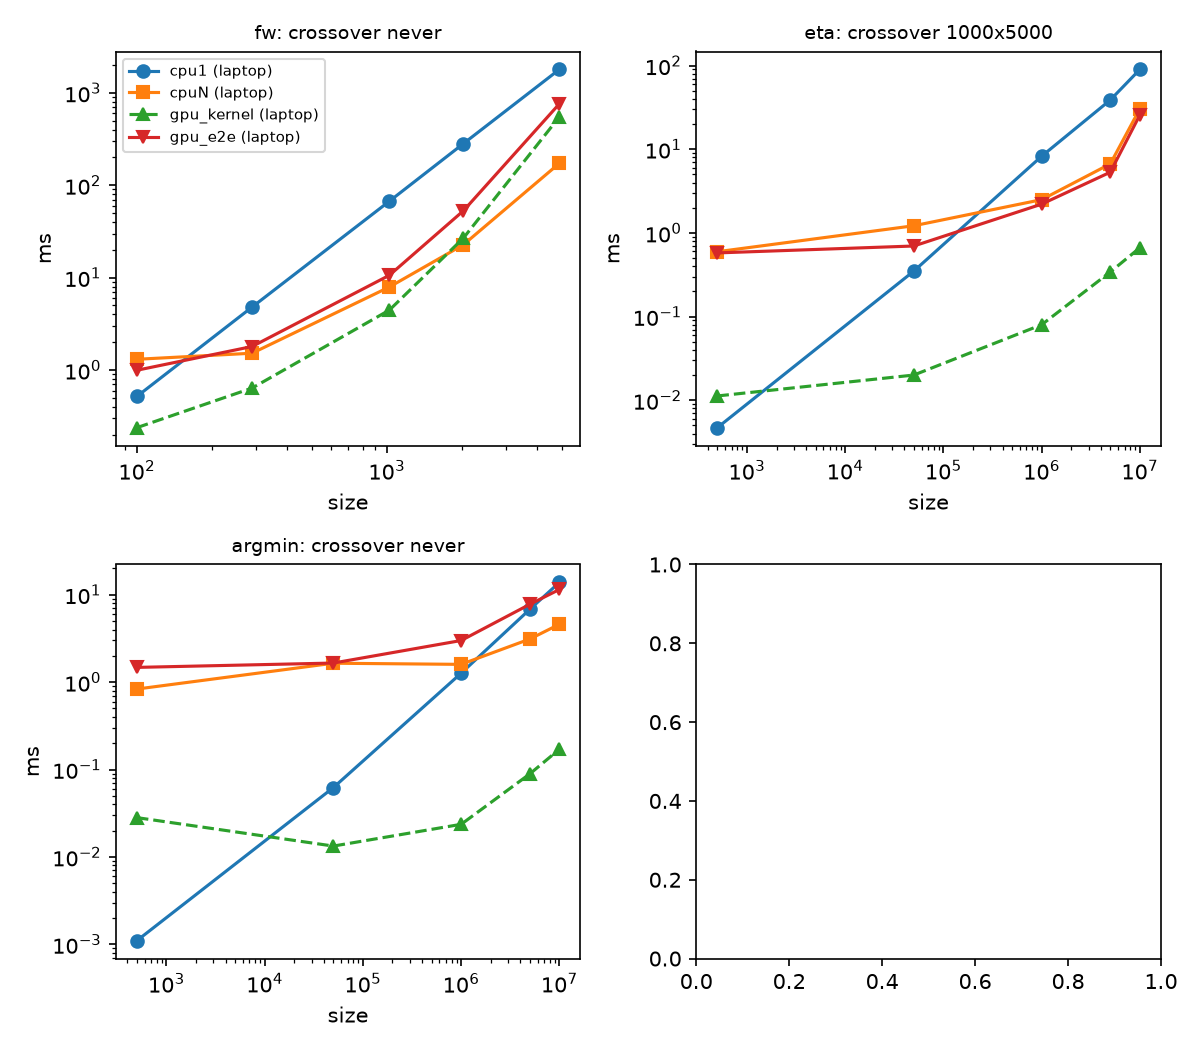 fw: crossover never
cpu1 (laptop)
cpuN (laptop)
gpu_kernel (laptop)
gpu_e2e (laptop)
10³
10²
10¹
10⁰
ms
10² 10³
size
eta: crossover 1000x5000
10²
10¹
10⁰
10⁻¹
10⁻²
ms
10³ 10⁴ 10⁵ 10⁶ 10⁷
size
argmin: crossover never
10¹
10⁰
10⁻¹
10⁻²
10⁻³
ms
10³ 10⁴ 10⁵ 10⁶ 10⁷
size
1.0
0.8
0.6
0.4
0.2
0.0
0.0 0.2 0.4 0.6 0.8 1.0